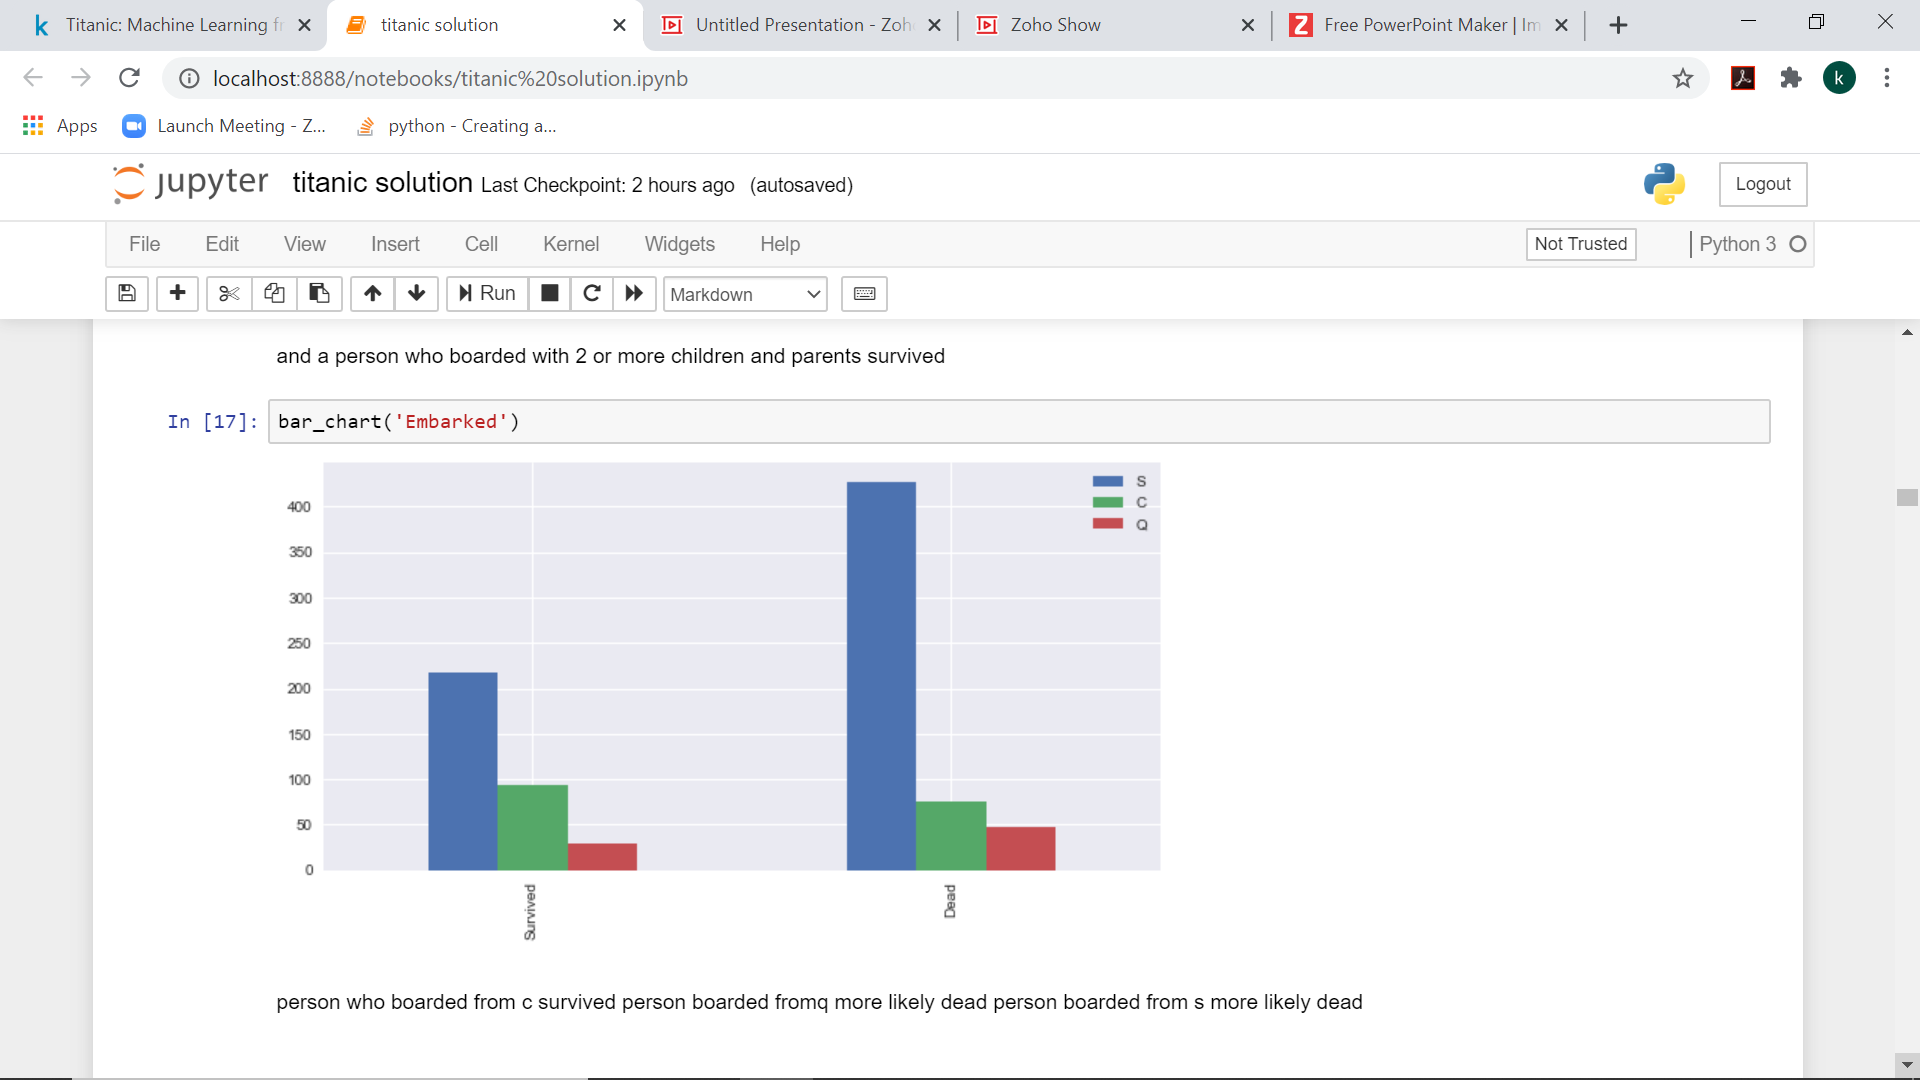 Titanic: Machine Learning fr
titanic solution
Untitled Presentation - Zoh
Zoho Show
Free PowerPoint Maker | Im
localhost:8888/notebooks/titanic%20solution.ipynb
k
Apps
Launch Meeting - Z...
python - Creating a...
jupyter titanic solution Last Checkpoint: 2 hours ago (autosaved)
Logout
File Edit View Insert Cell Kernel Widgets Help
Not Trusted
Python 3
Run
Markdown
and a person who boarded with 2 or more children and parents survived
In [17]: bar_chart('Embarked')
S
C
Q
400
350
300
250
200
150
100
50
0
Survived
Dead
person who boarded from c survived person boarded fromq more likely dead person boarded from s more likely dead